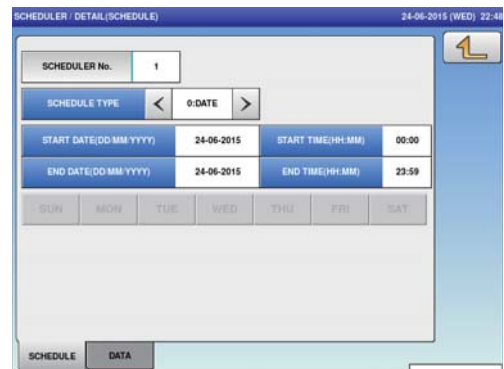 SCHEDULER / DETAIL(SCHEDULE) 24-06-2015 (WED) 22:48
SCHEDULER No. 1
SCHEDULE TYPE < 0:DATE >
START DATE(DD/MM/YYYY) 24-06-2015 START TIME(HH:MM) 00:00
END DATE(DD/MM/YYYY) 24-06-2015 END TIME(HH:MM) 23:59
SUN MON TUE WED THU FRI SAT
SCHEDULE DATA